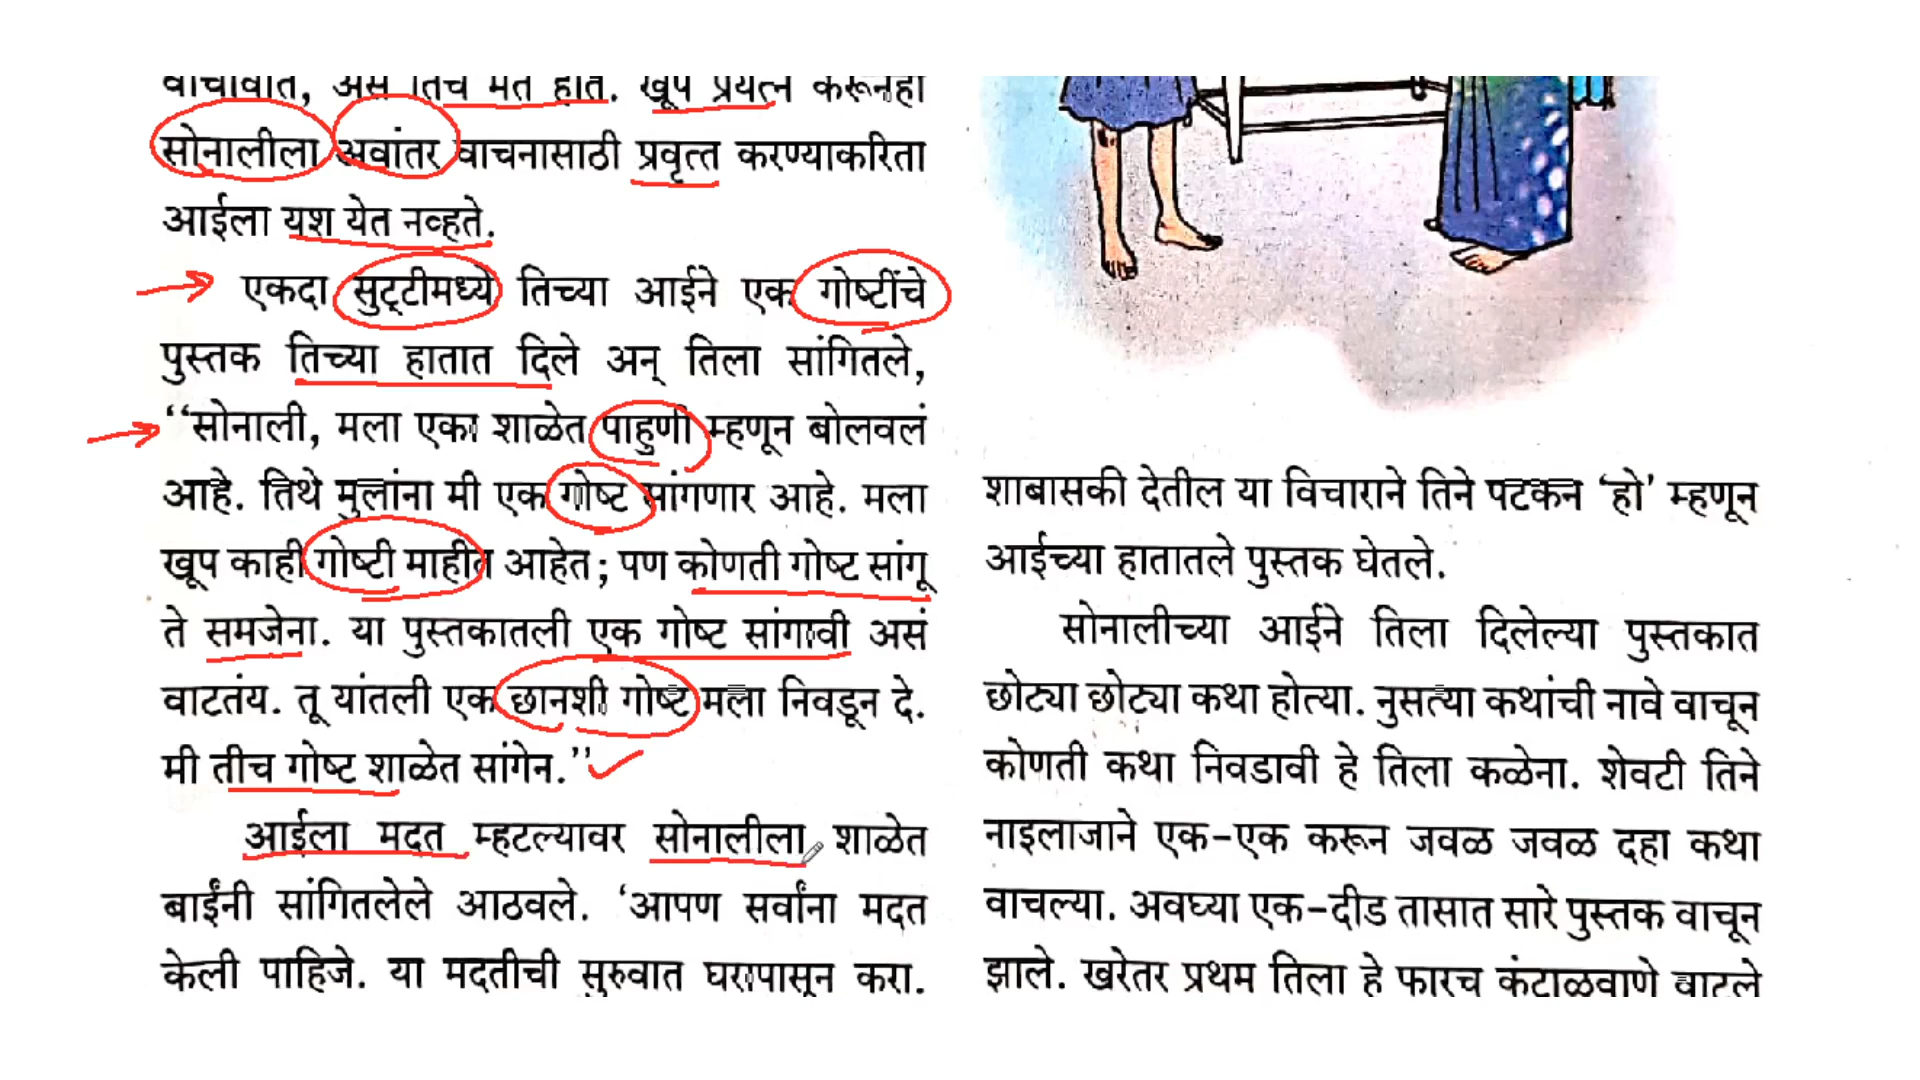 वाचावीत, असे तिचे मत होते. खूप प्रयत्न करूनही
सोनालीला अवांतर वाचनासाठी प्रवृत्त करण्याकरिता
आईला यश येत नव्हते.
एकदा सुट्टीमध्ये तिच्या आईने एक गोष्टींचे
पुस्तक तिच्या हातात दिले अन् तिला सांगितले,
‘‘सोनाली, मला एका शाळेत पाहुणी म्हणून बोलवलं
आहे. तिथे मुलांना मी एक गोष्ट सांगणार आहे. मला
खूप काही गोष्टी माहीत आहेत; पण कोणती गोष्ट सांगू
ते समजेना. या पुस्तकातली एक गोष्ट सांगावी असं
वाटतंय. तू यांतली एक छानशी गोष्ट मला निवडून दे.
मी तीच गोष्ट शाळेत सांगेन.’’
आईला मदत म्हटल्यावर सोनालीला शाळेत
बाईंनी सांगितलेले आठवले. ‘आपण सर्वांना मदत
केली पाहिजे. या मदतीची सुरुवात घरापासून करा.
शाबासकी देतील या विचाराने तिने पटकन ‘हो’ म्हणून
आईच्या हातातले पुस्तक घेतले.
सोनालीच्या आईने तिला दिलेल्या पुस्तकात
छोट्या छोट्या कथा होत्या. नुसत्या कथांची नावे वाचून
कोणती कथा निवडावी हे तिला कळेना. शेवटी तिने
नाइलाजाने एक-एक करून जवळ जवळ दहा कथा
वाचल्या. अवघ्या एक-दीड तासात सारे पुस्तक वाचून
झाले. खरेतर प्रथम तिला हे फारच कंटाळवाणे वाटले